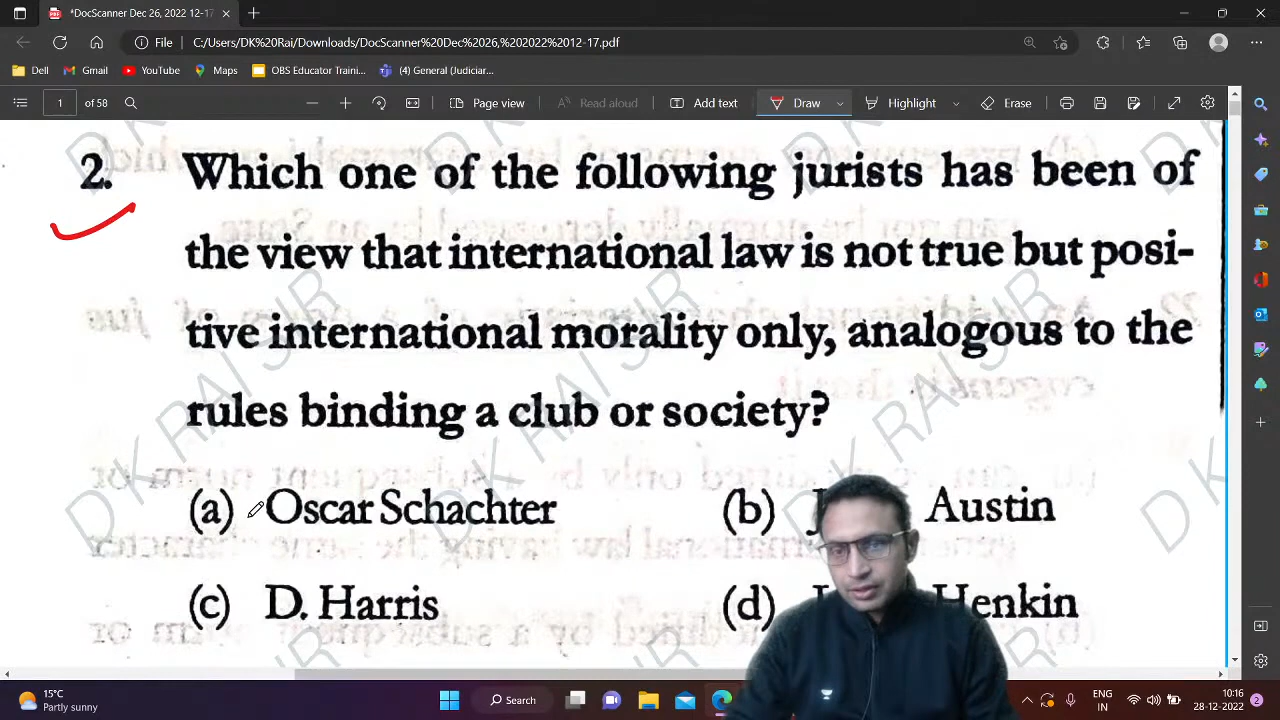 *DocScanner Dec 26, 2022 12-17
File C:/Users/DK%20Rai/Downloads/DocScanner%20Dec%2026,%202022%2012-17.pdf
Dell Gmail YouTube Maps OBS Educator Traini... (4) General (Judiciar...
1 of 58 Page view Read aloud Add text Draw Highlight Erase
2. Which one of the following jurists has been of
the view that international law is not true but posi-
tive international morality only, analogous to the
rules binding a club or society?
(a) Oscar Schachter (b) Austin
(c) D. Harris (d) Henkin
D K RAI SIR
15°C
Partly sunny
Search
ENG
IN
10:16
28-12-2022
2